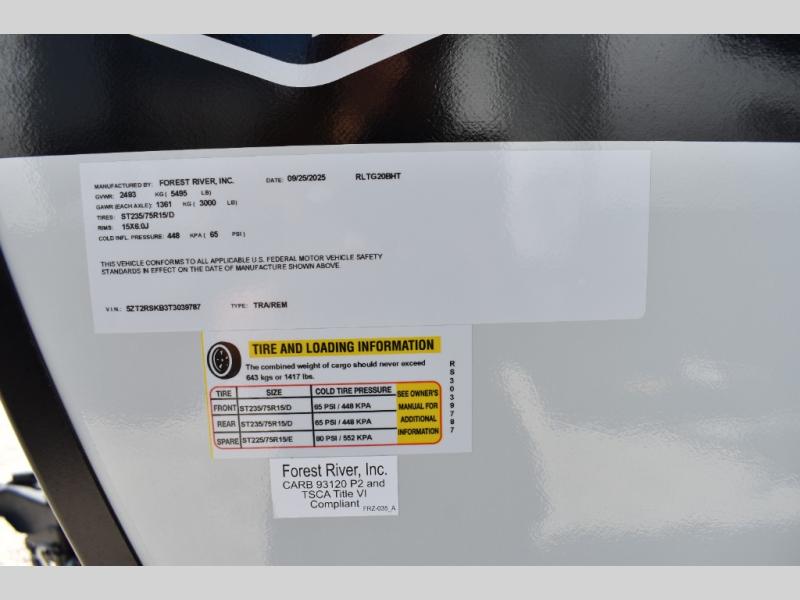 MANUFACTURED BY: FOREST RIVER, INC. DATE: 09/25/2025 RLTG20BHT
GVWR: 2493 KG ( 5495 LB)
GAWR (EACH AXLE): 1361 KG ( 3000 LB)
TIRES: ST235/75R15/D
RIMS: 15X6.0J
COLD INFL. PRESSURE: 448 KPA ( 65 PSI )
THIS VEHICLE CONFORMS TO ALL APPLICABLE U.S. FEDERAL MOTOR VEHICLE SAFETY
STANDARDS IN EFFECT ON THE DATE OF MANUFACTURE SHOWN ABOVE.
V.I.N.: 5ZT2RSKB3T3039787 TYPE: TRA/REM
TIRE AND LOADING INFORMATION
The combined weight of cargo should never exceed
643 kgs or 1417 lbs.
TIRE SIZE COLD TIRE PRESSURE
FRONT ST235/75R15/D 65 PSI / 448 KPA
REAR ST235/75R15/D 65 PSI / 448 KPA
SPARE ST225/75R15/E 80 PSI / 552 KPA
SEE OWNER'S
MANUAL FOR
ADDITIONAL
INFORMATION
RS3039787
Forest River, Inc.
CARB 93120 P2 and
TSCA Title VI
Compliant
FRZ-035_A